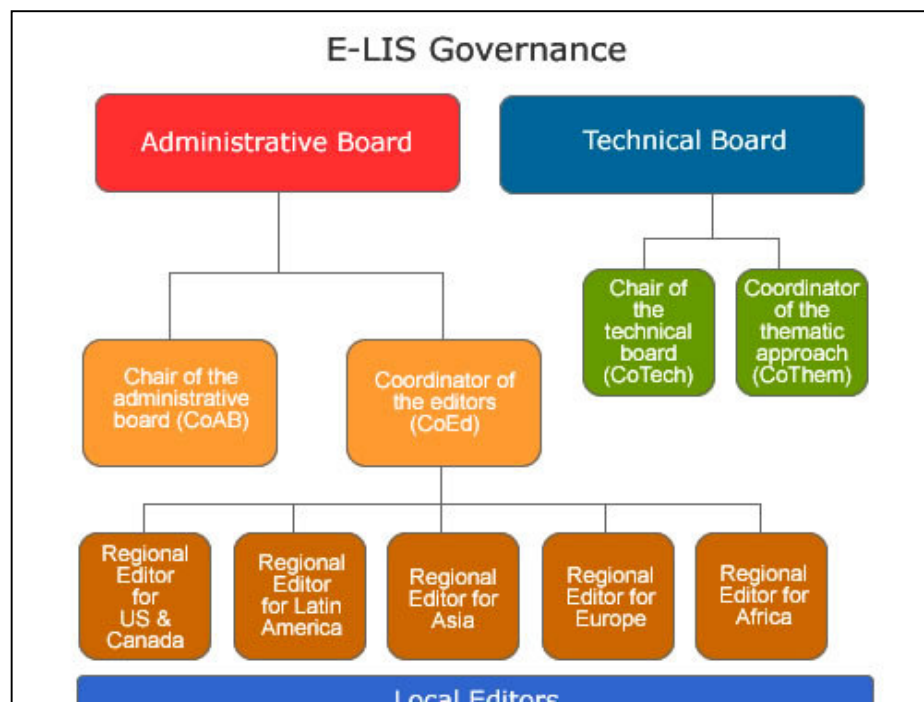 E-LIS Governance
Administrative Board
Technical Board
Chair of
the
technical
board
(CoTech)
Coordinator
of the
thematic
approach
(CoThem)
Chair of the
administrative
board (CoAB)
Coordinator of
the editors
(CoEd)
Regional
Editor
for
US &
Canada
Regional
Editor
for Latin
America
Regional
Editor for
Asia
Regional
Editor for
Europe
Regional
Editor for
Africa
Local Editors